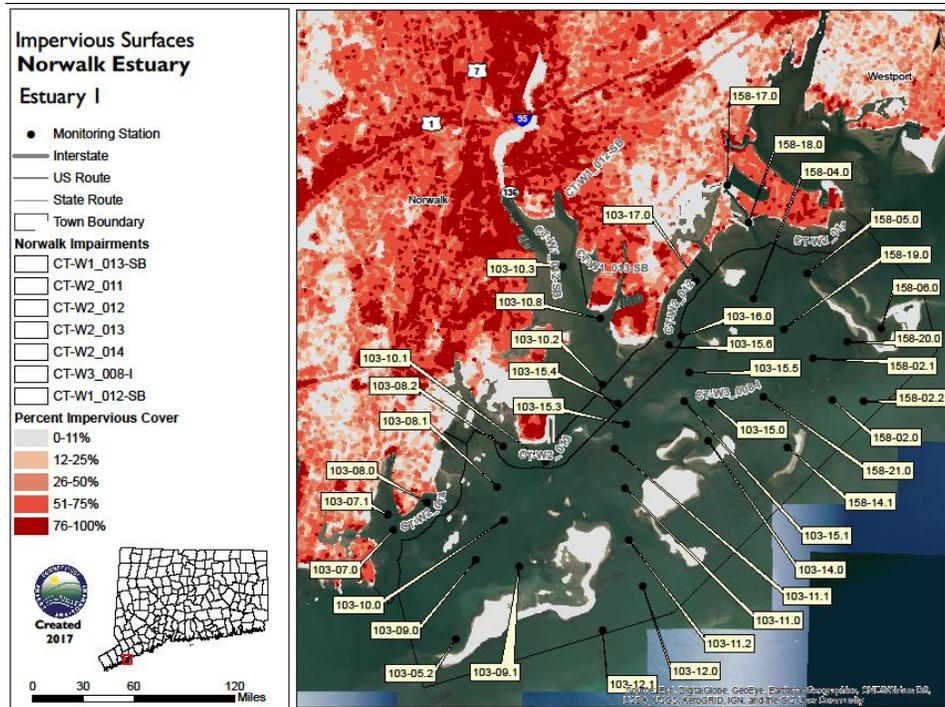 Impervious Surfaces
Norwalk Estuary
Estuary 1
Monitoring Station
Interstate
US Route
State Route
Town Boundary
Norwalk Impairments
CT-W1_013-SB
CT-W2_011
CT-W2_012
CT-W2_013
CT-W2_014
CT-W3_008-I
CT-W1_012-SB
Percent Impervious Cover
0-11%
12-25%
26-50%
51-75%
76-100%
Created
2017
0 30 60 120
Miles
7
1
95
136
Westport
Norwalk
158-17.0
158-18.0
158-04.0
CT-W1_012-SB
103-17.0
158-05.0
158-19.0
CT-W1_013-SB
103-10.3
CT-W2_012
158-06.0
103-10.8
103-16.0
158-20.0
103-10.2
103-15.6
158-02.1
103-10.1
103-15.4
103-15.5
158-02.2
103-08.2
103-15.3
103-08.1
103-15.0
158-02.0
CT-W2_013
158-21.0
103-08.0
158-14.1
103-07.1
CT-W2_014
103-15.1
103-07.0
103-14.0
103-11.1
103-10.0
103-11.0
103-09.0
103-11.2
103-05.2
103-09.1
103-12.0
103-12.1